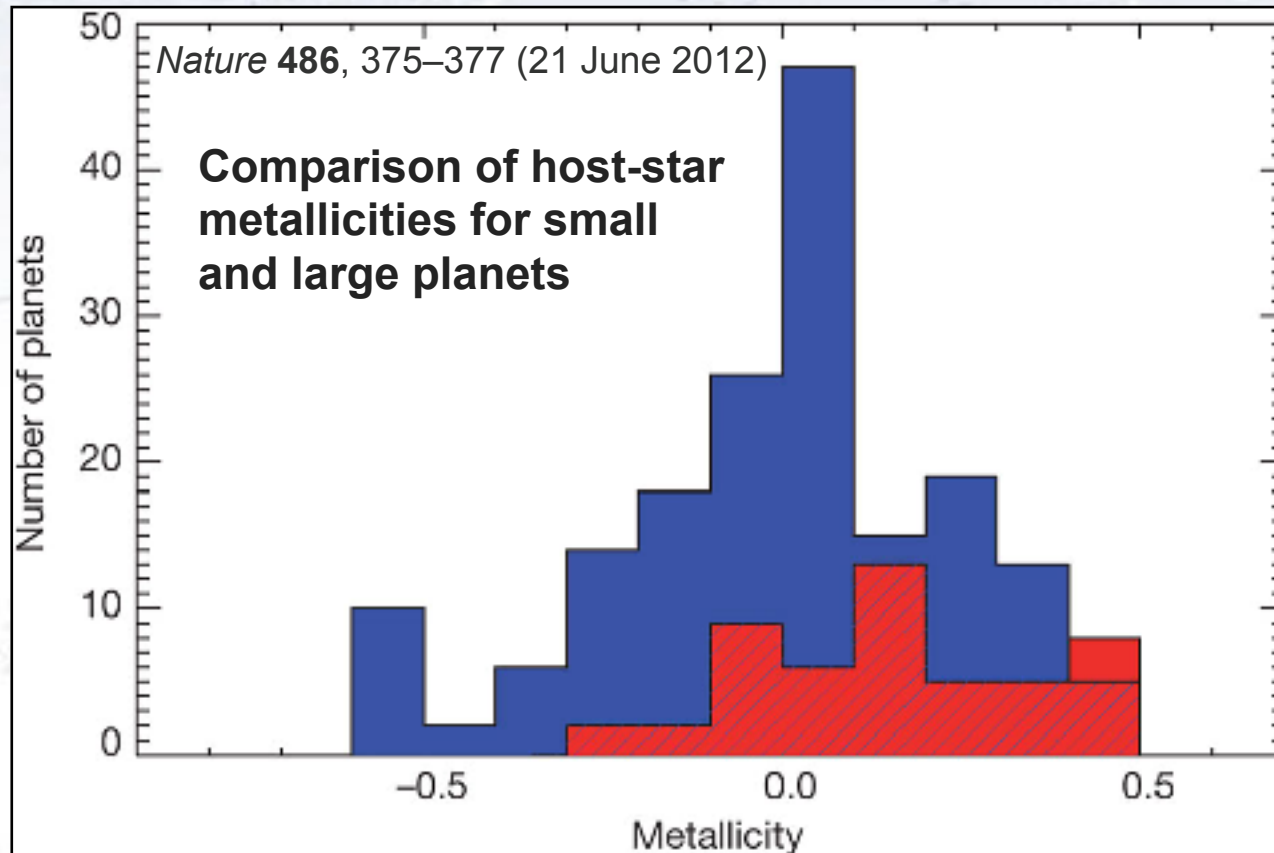 50
Nature 486, 375–377 (21 June 2012)
Comparison of host-star
metallicities for small
and large planets
40
30
20
10
0
Number of planets
−0.5
0.0
0.5
Metallicity